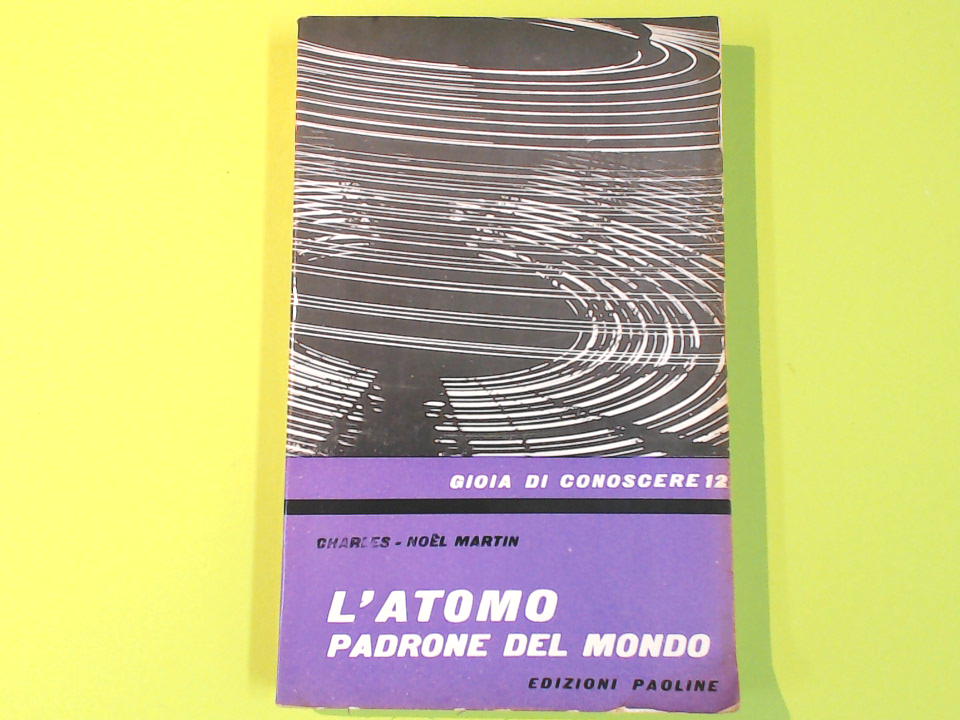 GIOIA DI CONOSCERE 12
CHARLES - NOËL MARTIN
L'ATOMO
PADRONE DEL MONDO
EDIZIONI PAOLINE